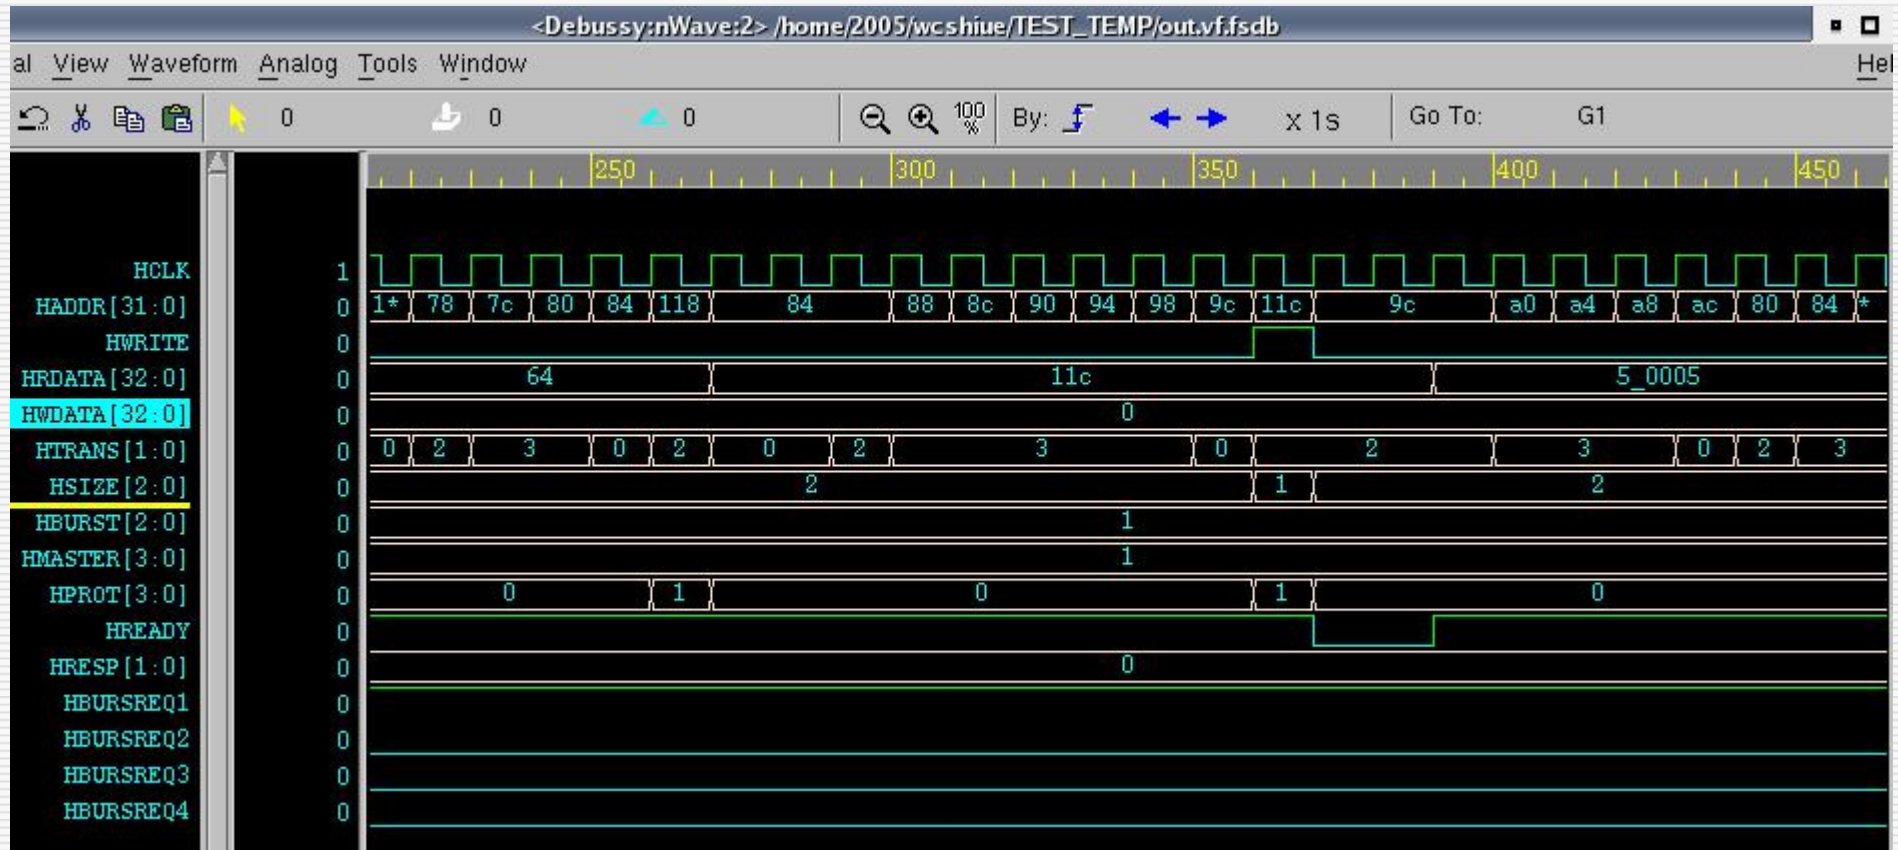 <Debussy:nWave:2> /home/2005/wcshiue/TEST_TEMP/out.vf.fsdb
al View Waveform Analog Tools Window Hel
0 0 0 100 % By: x 1s Go To: G1
250 300 350 400 450
HCLK 1
HADDR[31:0] 0 1* 78 7c 80 84 118 84 88 8c 90 94 98 9c 11c 9c a0 a4 a8 ac 80 84 *
HWRITE 0
HRDATA[32:0] 0 64 11c 5_0005
HWDATA[32:0] 0 0
HTRANS[1:0] 0 0 2 3 0 2 0 2 3 0 2 3 0 2 3
HSIZE[2:0] 0 2 1 2
HBURST[2:0] 0 1
HMASTER[3:0] 0 1
HPROT[3:0] 0 0 1 0 1 0
HREADY 0
HRESP[1:0] 0 0
HBURSREQ1 0
HBURSREQ2 0
HBURSREQ3 0
HBURSREQ4 0